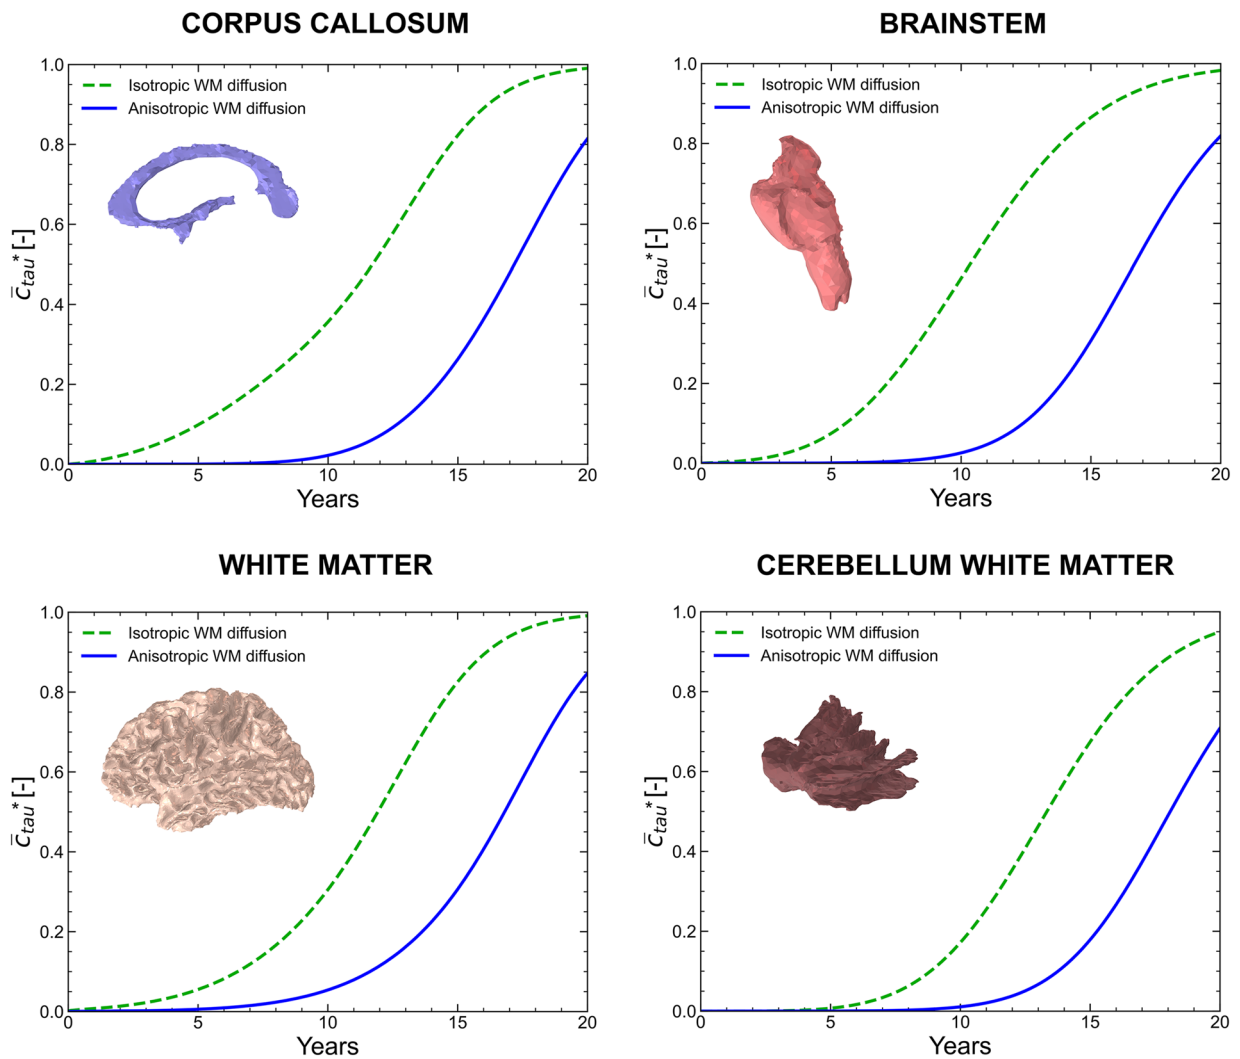 CORPUS CALLOSUM
1.0
0.8
0.6
0.4
0.2
0.0
c̄tau* [-]
Isotropic WM diffusion
Anisotropic WM diffusion
0 5 10 15 20
Years
BRAINSTEM
1.0
0.8
0.6
0.4
0.2
0.0
c̄tau* [-]
Isotropic WM diffusion
Anisotropic WM diffusion
0 5 10 15 20
Years
WHITE MATTER
1.0
0.8
0.6
0.4
0.2
0.0
c̄tau* [-]
Isotropic WM diffusion
Anisotropic WM diffusion
0 5 10 15 20
Years
CEREBELLUM WHITE MATTER
1.0
0.8
0.6
0.4
0.2
0.0
c̄tau* [-]
Isotropic WM diffusion
Anisotropic WM diffusion
0 5 10 15 20
Years